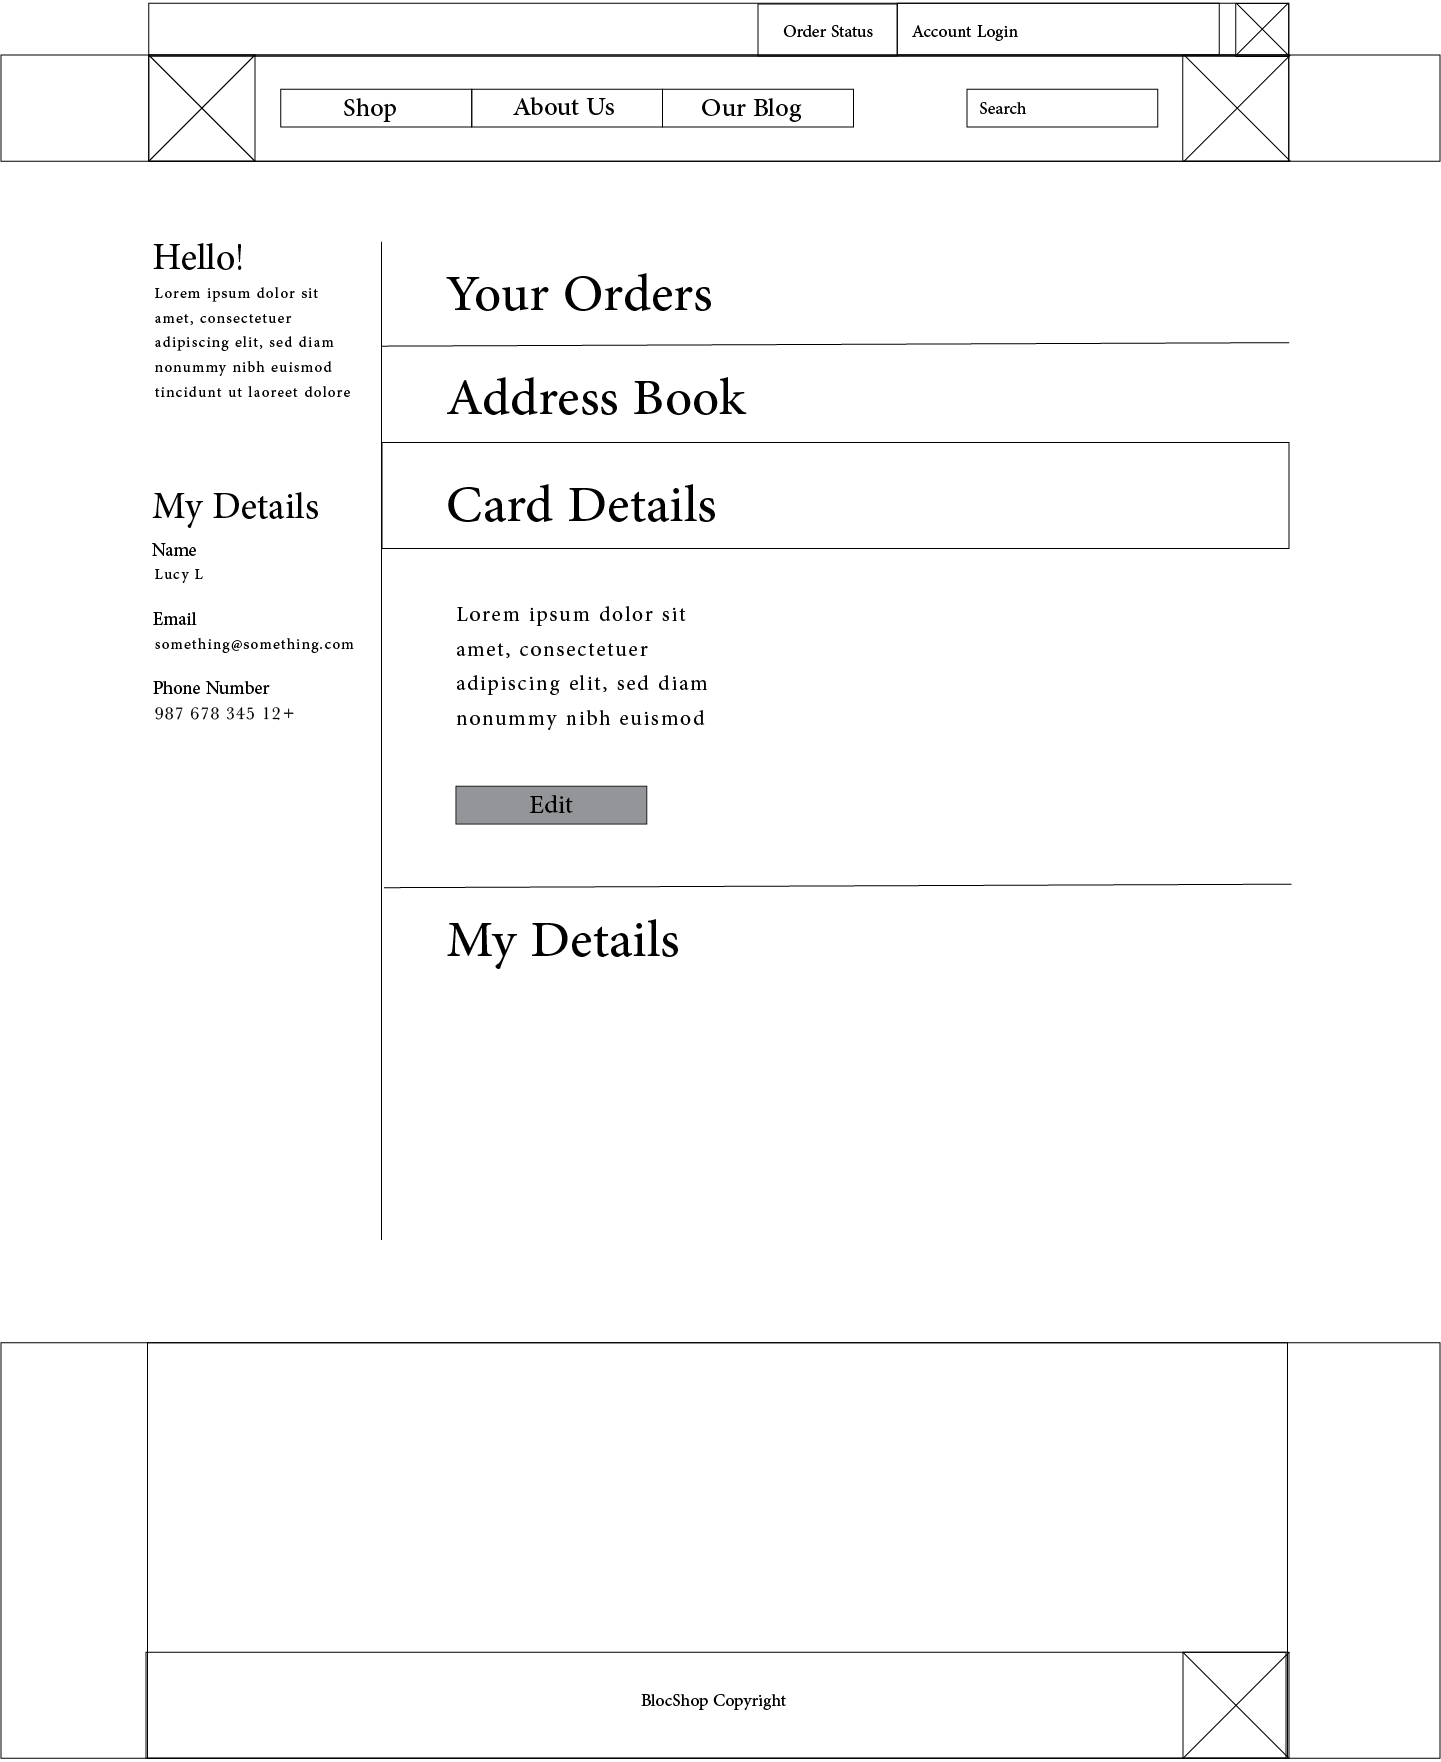 Order Status
Account Login
Shop
About Us
Our Blog
Search
Hello!
Lorem ipsum dolor sit
amet, consectetuer
adipiscing elit, sed diam
nonummy nibh euismod
tincidunt ut laoreet dolore
My Details
Name
Lucy L
Email
something@something.com
Phone Number
987 678 345 12+
Your Orders
Address Book
Card Details
Lorem ipsum dolor sit
amet, consectetuer
adipiscing elit, sed diam
nonummy nibh euismod
Edit
My Details
BlocShop Copyright